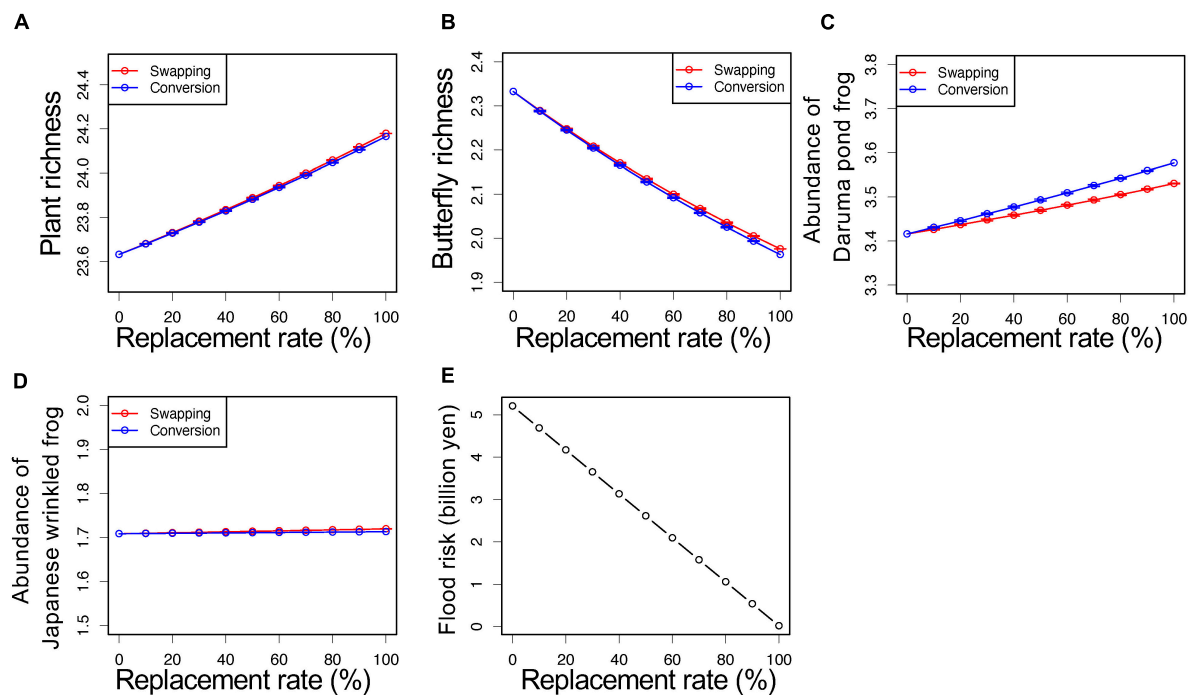 A
Plant richness
24.4
24.2
24.0
23.8
23.6
Swapping
Conversion
0 20 40 60 80 100
Replacement rate (%)
B
Butterfly richness
2.4
2.3
2.2
2.1
2.0
1.9
Swapping
Conversion
0 20 40 60 80 100
Replacement rate (%)
C
Abundance of
Daruma pond frog
3.8
3.7
3.6
3.5
3.4
3.3
Swapping
Conversion
0 20 40 60 80 100
Replacement rate (%)
D
Abundance of
Japanese wrinkled frog
2.0
1.9
1.8
1.7
1.6
1.5
Swapping
Conversion
0 20 40 60 80 100
Replacement rate (%)
E
Flood risk (billion yen)
5
4
3
2
1
0
0 20 40 60 80 100
Replacement rate (%)